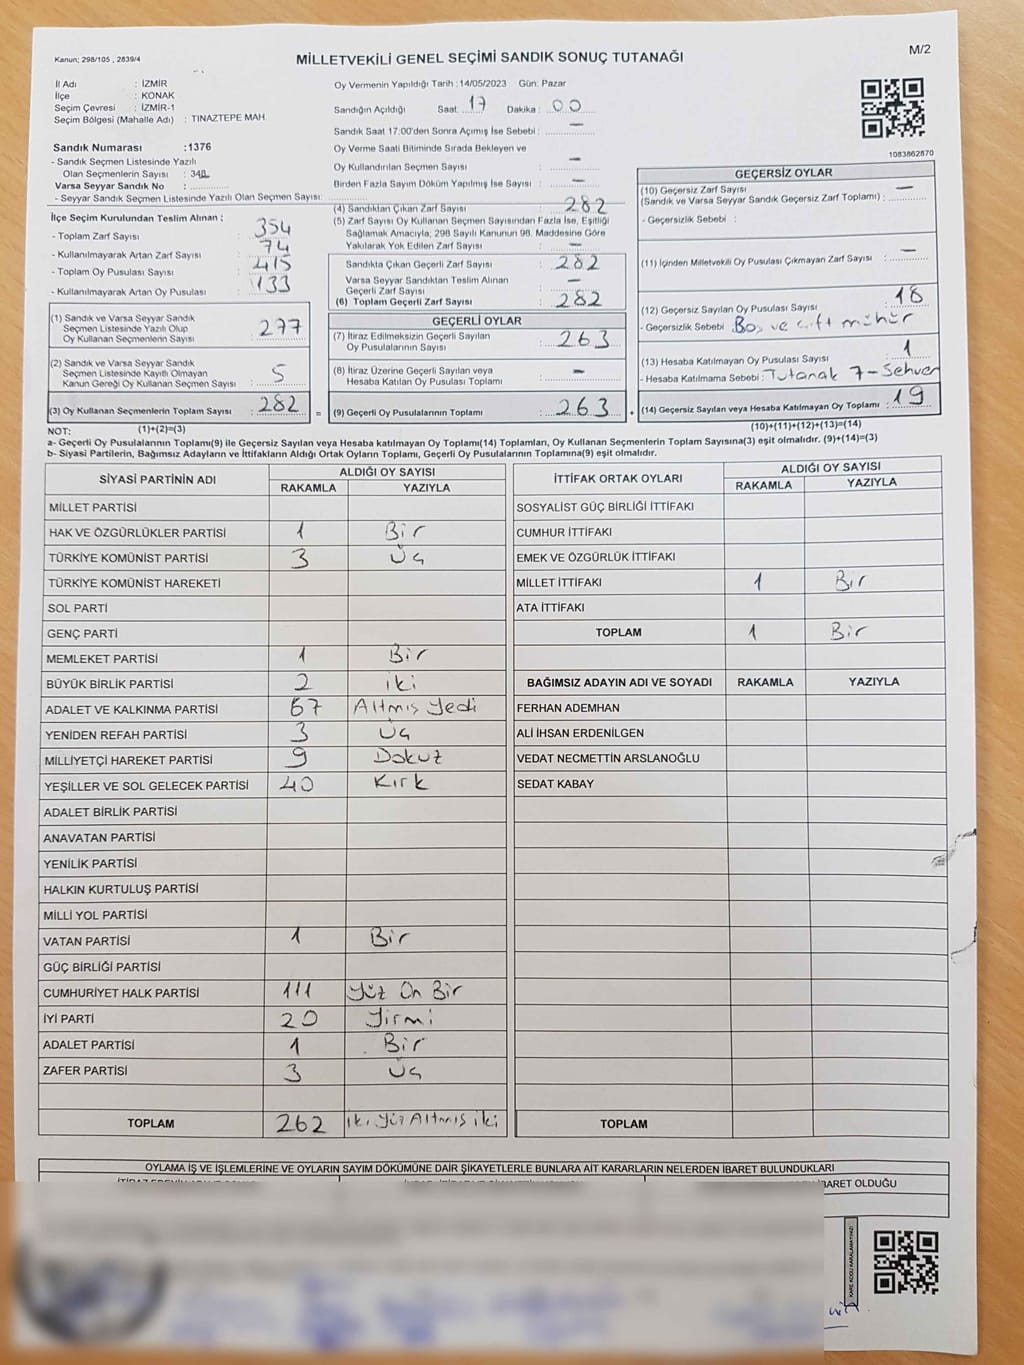 Kanun; 298/105 , 2839/4
MİLLETVEKİLİ GENEL SEÇİMİ SANDIK SONUÇ TUTANAĞI
M/2
İl Adı : İZMİR
İlçe : KONAK
Seçim Çevresi : İZMİR-1
Seçim Bölgesi (Mahalle Adı) : TINAZTEPE MAH.
Sandık Numarası :1376
- Sandık Seçmen Listesinde Yazılı
Olan Seçmenlerin Sayısı : 348
Varsa Seyyar Sandık No :
- Seyyar Sandık Seçmen Listesinde Yazılı Olan Seçmen Sayısı:
Oy Vermenin Yapıldığı Tarih :14/05/2023 Gün: Pazar
Sandığın Açıldığı Saat: 17 Dakika : 00
Sandık Saat 17:00'den Sonra Açmış İse Sebebi : –
Oy Verme Saati Bitiminde Sırada Bekleyen ve
Oy Kullandırılan Seçmen Sayısı : –
Birden Fazla Sayım Döküm Yapılmış İse Sayısı : –
1083862870
İlçe Seçim Kurulundan Teslim Alınan ;
- Toplam Zarf Sayısı : 354
- Kullanılmayarak Artan Zarf Sayısı : 74
- Toplam Oy Pusulası Sayısı : 415
- Kullanılmayarak Artan Oy Pusulası : 133
(1) Sandık ve Varsa Seyyar Sandık
Seçmen Listesinde Yazılı Olup
Oy Kullanan Seçmenlerin Sayısı : 277
(2) Sandık ve Varsa Seyyar Sandık
Seçmen Listesinde Kayıtlı Olmayan
Kanun Gereği Oy Kullanan Seçmen Sayısı : 5
(3) Oy Kullanan Seçmenlerin Toplam Sayısı : 282
(4) Sandıktan Çıkan Zarf Sayısı : 282
(5) Zarf Sayısı Oy Kullanan Seçmen Sayısından Fazla İse, Eşitliği
Sağlamak Amacıyla; 298 Sayılı Kanunun 98. Maddesine Göre
Yakılarak Yok Edilen Zarf Sayısı : –
Sandıkta Çıkan Geçerli Zarf Sayısı : 282
Varsa Seyyar Sandıktan Teslim Alınan
Geçerli Zarf Sayısı : –
(6) Toplam Geçerli Zarf Sayısı : 282
GEÇERLİ OYLAR
(7) İtiraz Edilmeksizin Geçerli Sayılan
Oy Pusulalarının Sayısı : 263
(8) İtiraz Üzerine Geçerli Sayılan veya
Hesaba Katılan Oy Pusulası Toplamı : –
= (9) Geçerli Oy Pusulalarının Toplamı : 263 +
GEÇERSİZ OYLAR
(10) Geçersiz Zarf Sayısı
(Sandık ve Varsa Seyyar Sandık Geçersiz Zarf Toplamı) : –
- Geçersizlik Sebebi :
(11) İçinden Milletvekili Oy Pusulası Çıkmayan Zarf Sayısı : –
(12) Geçersiz Sayılan Oy Pusulası Sayısı : 18
- Geçersizlik Sebebi : Boş ve çift mühür
(13) Hesaba Katılmayan Oy Pusulası Sayısı : 1
- Hesaba Katılmama Sebebi : Tutanak 7 - Sehven
(14) Geçersiz Sayılan veya Hesaba Katılmayan Oy Toplamı : 19
NOT: (1)+(2)=(3)
(10)+(11)+(12)+(13)=(14)
a- Geçerli Oy Pusulalarının Toplamı(9) ile Geçersiz Sayılan veya Hesaba katılmayan Oy Toplamı(14) Toplamları, Oy Kullanan Seçmenlerin Toplam Sayısına(3) eşit olmalıdır. (9)+(14)=(3)
b- Siyasi Partilerin, Bağımsız Adayların ve İttifakların Aldığı Ortak Oyların Toplamı, Geçerli Oy Pusulalarının Toplamına(9) eşit olmalıdır.
SİYASİ PARTİNİN ADI ALDIĞI OY SAYISI
RAKAMLA YAZIYLA
MİLLET PARTİSİ
HAK VE ÖZGÜRLÜKLER PARTİSİ 1 Bir
TÜRKİYE KOMÜNİST PARTİSİ 3 Üç
TÜRKİYE KOMÜNİST HAREKETİ
SOL PARTİ
GENÇ PARTİ
MEMLEKET PARTİSİ 1 Bir
BÜYÜK BİRLİK PARTİSİ 2 iki
ADALET VE KALKINMA PARTİSİ 67 Altmış Yedi
YENİDEN REFAH PARTİSİ 3 Üç
MİLLİYETÇİ HAREKET PARTİSİ 9 Dokuz
YEŞİLLER VE SOL GELECEK PARTİSİ 40 Kırk
ADALET BİRLİK PARTİSİ
ANAVATAN PARTİSİ
YENİLİK PARTİSİ
HALKIN KURTULUŞ PARTİSİ
MİLLİ YOL PARTİSİ
VATAN PARTİSİ 1 Bir
GÜÇ BİRLİĞİ PARTİSİ
CUMHURİYET HALK PARTİSİ 111 Yüz On Bir
İYİ PARTİ 20 Yirmi
ADALET PARTİSİ 1 Bir
ZAFER PARTİSİ 3 Üç
TOPLAM 262 iki Yüz Altmış iki
İTTİFAK ORTAK OYLARI ALDIĞI OY SAYISI
RAKAMLA YAZIYLA
SOSYALİST GÜÇ BİRLİĞİ İTTİFAKI
CUMHUR İTTİFAKI
EMEK VE ÖZGÜRLÜK İTTİFAKI
MİLLET İTTİFAKI 1 Bir
ATA İTTİFAKI
TOPLAM 1 Bir
BAĞIMSIZ ADAYIN ADI VE SOYADI RAKAMLA YAZIYLA
FERHAN ADEMHAN
ALİ İHSAN ERDENİLGEN
VEDAT NECMETTİN ARSLANOĞLU
SEDAT KABAY
TOPLAM
OYLAMA İŞ VE İŞLEMLERİNE VE OYLARIN SAYIM DÖKÜMÜNE DAİR ŞİKAYETLERLE BUNLARA AİT KARARLARIN NELERDEN İBARET BULUNDUKLARI
İBARET OLDUĞU
KARE KODU KARALAMAYINIZ!